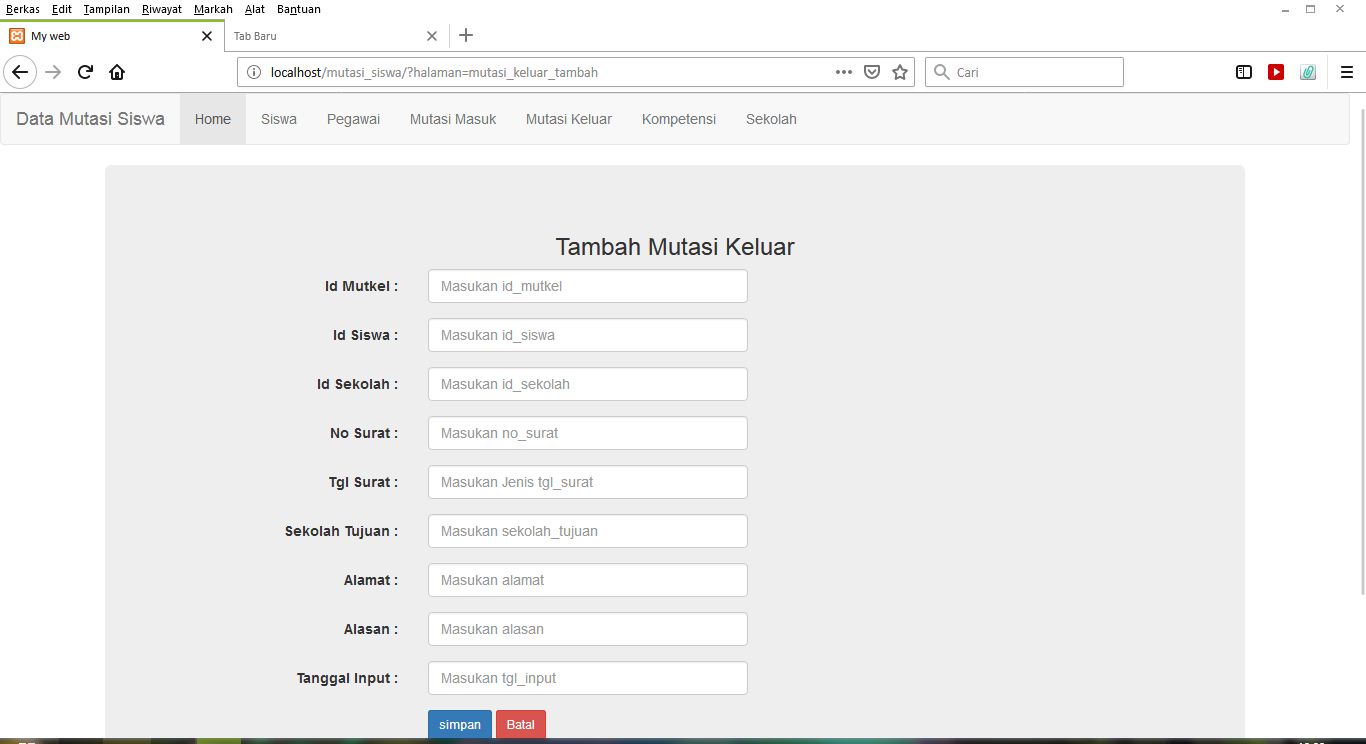 Berkas Edit Tampilan Riwayat Markah Alat Bantuan
My web Tab Baru
localhost/mutasi_siswa/?halaman=mutasi_keluar_tambah Cari
Data Mutasi Siswa Home Siswa Pegawai Mutasi Masuk Mutasi Keluar Kompetensi Sekolah
Tambah Mutasi Keluar
Id Mutkel : Masukan id_mutkel
Id Siswa : Masukan id_siswa
Id Sekolah : Masukan id_sekolah
No Surat : Masukan no_surat
Tgl Surat : Masukan Jenis tgl_surat
Sekolah Tujuan : Masukan sekolah_tujuan
Alamat : Masukan alamat
Alasan : Masukan alasan
Tanggal Input : Masukan tgl_input
simpan Batal